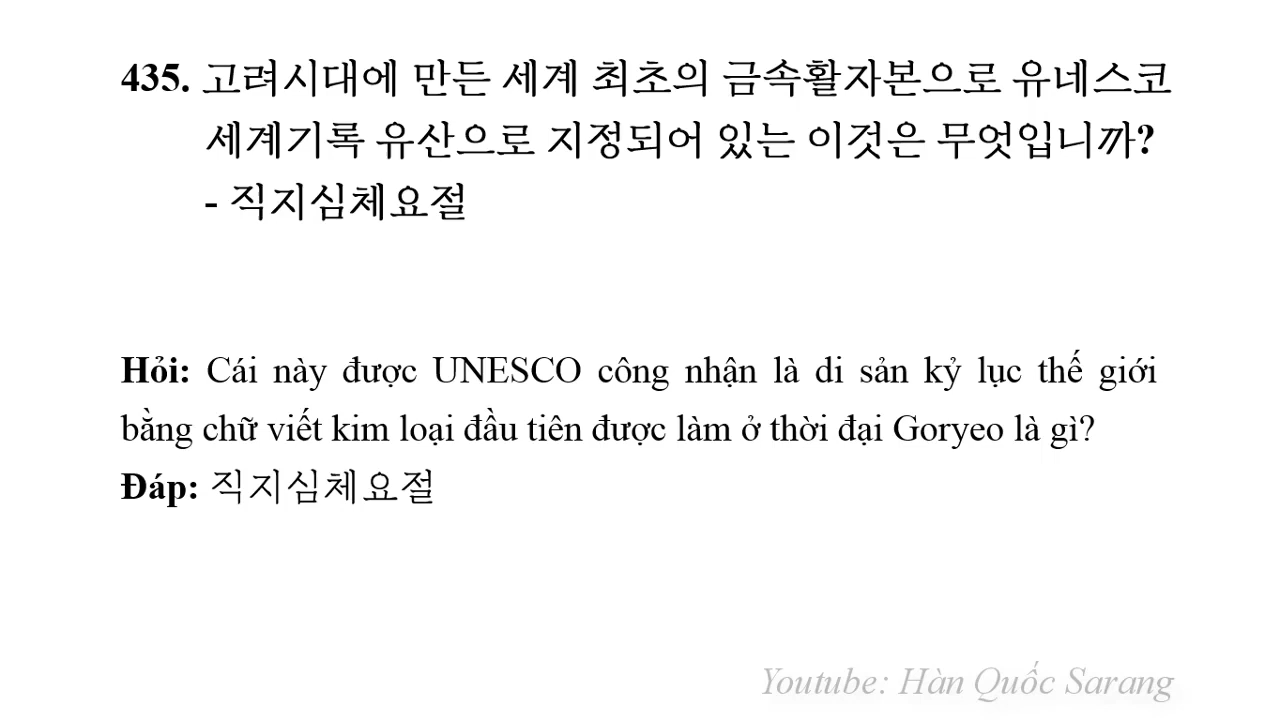 435. 고려시대에 만든 세계 최초의 금속활자본으로 유네스코
세계기록 유산으로 지정되어 있는 이것은 무엇입니까?
- 직지심체요절
Hỏi: Cái này được UNESCO công nhận là di sản kỷ lục thế giới
bằng chữ viết kim loại đầu tiên được làm ở thời đại Goryeo là gì?
Đáp: 직지심체요절
Youtube: Hàn Quốc Sarang